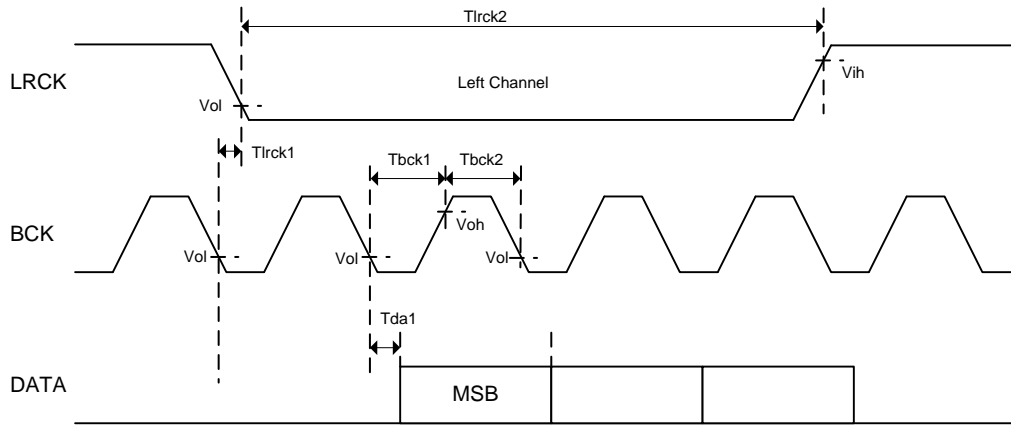 Tlrck2
LRCK
Left Channel
Vih
Vol
Tlrck1
Tbck1 Tbck2
BCK
Voh
Vol Vol Vol
Tda1
DATA
MSB